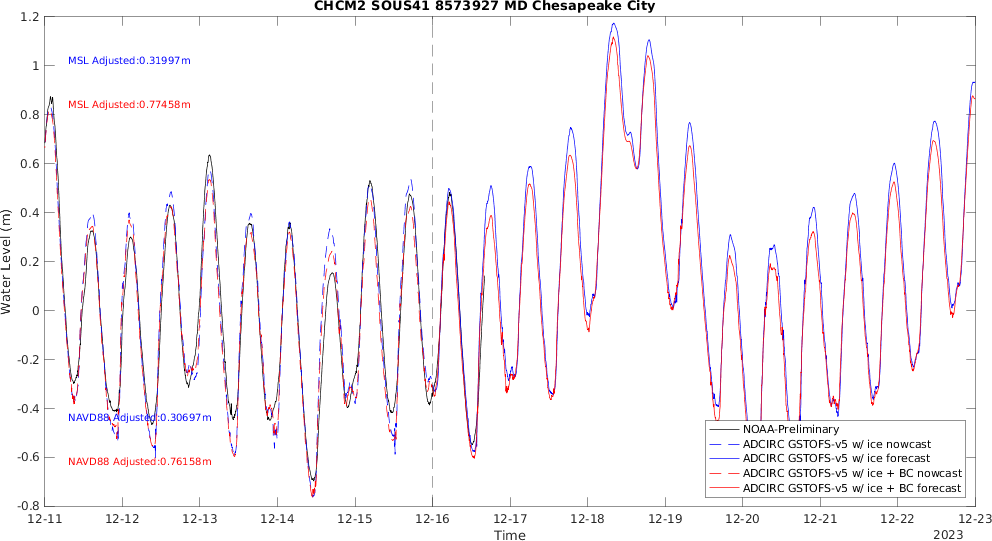 CHCM2 SOUS41 8573927 MD Chesapeake City
1.2
1
0.8
0.6
0.4
0.2
0
-0.2
-0.4
-0.6
-0.8
Water Level (m)
MSL Adjusted:0.31997m
MSL Adjusted:0.77458m
NAVD88 Adjusted:0.30697m
NAVD88 Adjusted:0.76158m
NOAA-Preliminary
ADCIRC GSTOFS-v5 w/ ice nowcast
ADCIRC GSTOFS-v5 w/ ice forecast
ADCIRC GSTOFS-v5 w/ ice + BC nowcast
ADCIRC GSTOFS-v5 w/ ice + BC forecast
12-11 12-12 12-13 12-14 12-15 12-16 12-17 12-18 12-19 12-20 12-21 12-22 12-23
Time
2023